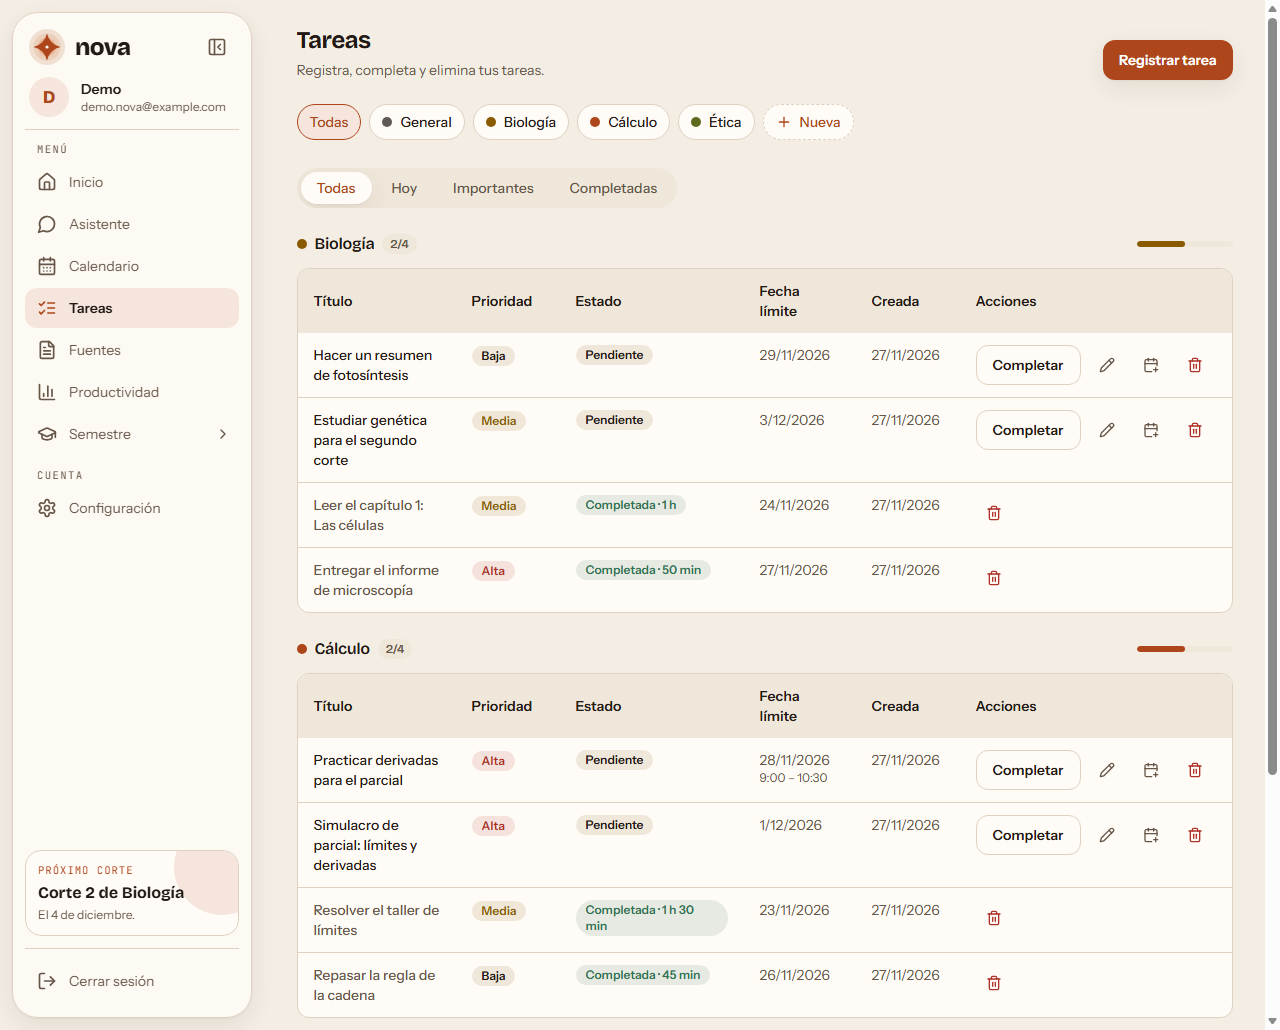 nova
D
Demo
demo.nova@example.com
MENÚ
Inicio
Asistente
Calendario
Tareas
Fuentes
Productividad
Semestre
CUENTA
Configuración
PRÓXIMO CORTE
Corte 2 de Biología
El 4 de diciembre.
Cerrar sesión
Tareas
Registra, completa y elimina tus tareas.
Registrar tarea
Todas General Biología Cálculo Ética + Nueva
Todas Hoy Importantes Completadas
Biología 2/4
Título Prioridad Estado Fecha límite Creada Acciones
Hacer un resumen de fotosíntesis Baja Pendiente 29/11/2026 27/11/2026 Completar
Estudiar genética para el segundo corte Media Pendiente 3/12/2026 27/11/2026 Completar
Leer el capítulo 1: Las células Media Completada · 1 h 24/11/2026 27/11/2026
Entregar el informe de microscopía Alta Completada · 50 min 27/11/2026 27/11/2026
Cálculo 2/4
Título Prioridad Estado Fecha límite Creada Acciones
Practicar derivadas para el parcial Alta Pendiente 28/11/2026 9:00 – 10:30 27/11/2026 Completar
Simulacro de parcial: límites y derivadas Alta Pendiente 1/12/2026 27/11/2026 Completar
Resolver el taller de límites Media Completada · 1 h 30 min 23/11/2026 27/11/2026
Repasar la regla de la cadena Baja Completada · 45 min 26/11/2026 27/11/2026